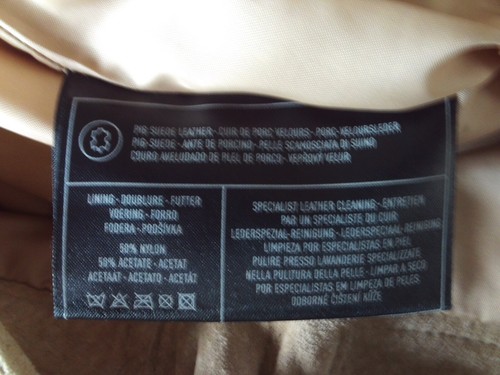 PIG SUEDE LEATHER - CUIR DE PORC VELOURS - PORC-VELOURSLEDER
PIG-SUEDE - ANTE DE PORCINO - PELLE SCAMOSCIATA DI SUINO
COURO AVELUDADO DE PIEL DE PORCO - VEPŘOVÝ VELUR
LINING - DOUBLURE - FUTTER
VOERING - FORRO
FODERA - PODŠÍVKA
50% NYLON
50% ACETATE - ACETAT
ACETAAT - ACETATO - ACETÁT
SPECIALIST LEATHER CLEANING - ENTRETIEN
PAR UN SPÉCIALISTE DU CUIR
LEDERSPEZIAL-REINIGUNG - LEDERSPECIAAL-REINIGING
LIMPIEZA POR ESPECIALISTAS EN PIEL
PULIRE PRESSO LAVANDERIE SPECIALIZZATE
NELLA PULITURA DELLA PELLE - LIMPAR A SECO
POR ESPECIALISTAS EM LIMPEZA DE PELES
ODBORNÉ ČIŠTĚNÍ KŮŽE